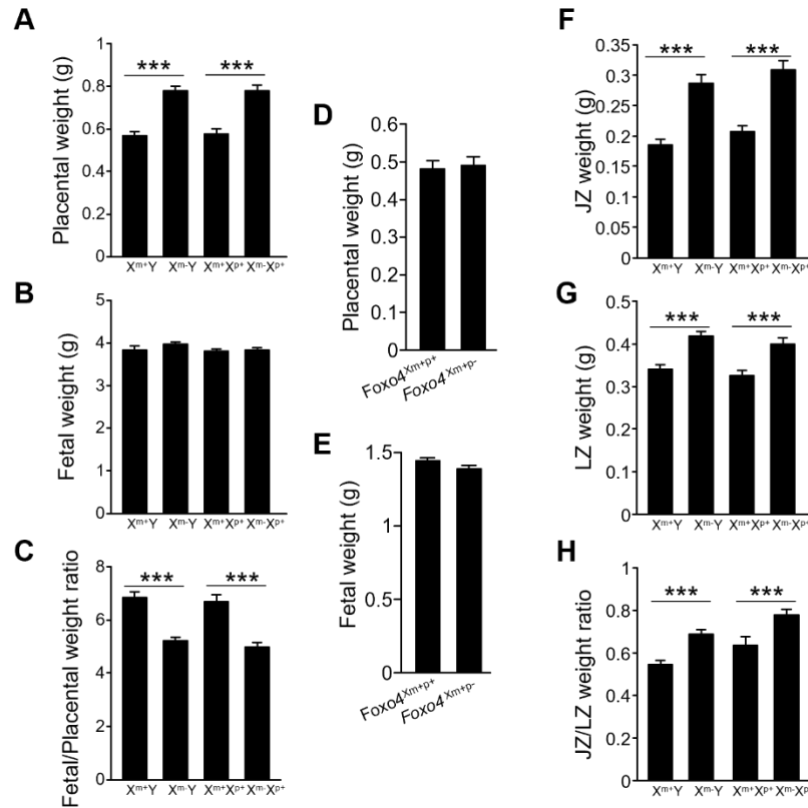 A
Placental weight (g)
1
0.8
0.6
0.4
0.2
0
*** ***
Xᵐ⁺Y Xᵐ⁻Y Xᵐ⁺Xᵖ⁺ Xᵐ⁻Xᵖ⁺
B
Fetal weight (g)
5
4
3
2
1
0
Xᵐ⁺Y Xᵐ⁻Y Xᵐ⁺Xᵖ⁺ Xᵐ⁻Xᵖ⁺
C
Fetal/Placental weight ratio
8
6
4
2
0
*** ***
Xᵐ⁺Y Xᵐ⁻Y Xᵐ⁺Xᵖ⁺ Xᵐ⁻Xᵖ⁺
D
Placental weight (g)
0.6
0.5
0.4
0.3
0.2
0.1
0
Foxo4ˣᵐ⁺ᵖ⁺ Foxo4ˣᵐ⁺ᵖ⁻
E
Fetal weight (g)
1.5
1
0.5
0
Foxo4ˣᵐ⁺ᵖ⁺ Foxo4ˣᵐ⁺ᵖ⁻
F
JZ weight (g)
0.35
0.3
0.25
0.2
0.15
0.1
0.05
0
*** ***
Xᵐ⁺Y Xᵐ⁻Y Xᵐ⁺Xᵖ⁺ Xᵐ⁻Xᵖ⁺
G
LZ weight (g)
0.5
0.4
0.3
0.2
0.1
0
*** ***
Xᵐ⁺Y Xᵐ⁻Y Xᵐ⁺Xᵖ⁺ Xᵐ⁻Xᵖ⁺
H
JZ/LZ weight ratio
1
0.8
0.6
0.4
0.2
0
*** ***
Xᵐ⁺Y Xᵐ⁻Y Xᵐ⁺Xᵖ⁺ Xᵐ⁻Xᵖ